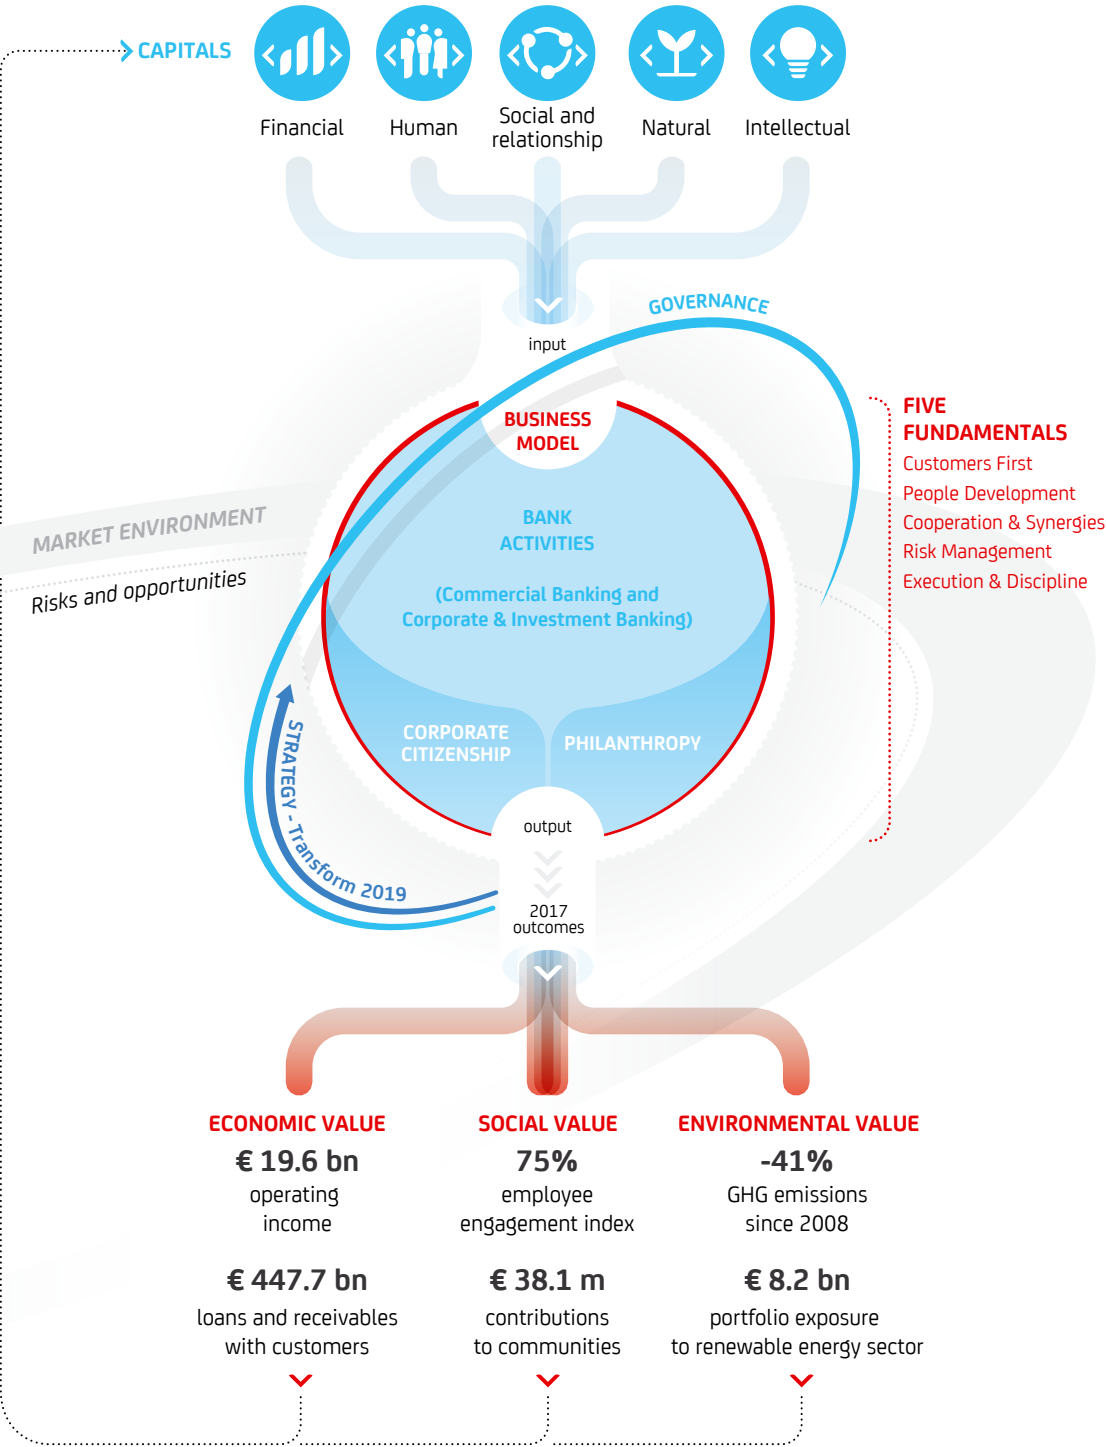 CAPITALS
Financial
Human
Social and
relationship
Natural
Intellectual
input
GOVERNANCE
BUSINESS
MODEL
FIVE
FUNDAMENTALS
Customers First
People Development
Cooperation & Synergies
Risk Management
Execution & Discipline
MARKET ENVIRONMENT
Risks and opportunities
BANK
ACTIVITIES
(Commercial Banking and
Corporate & Investment Banking)
CORPORATE
CITIZENSHIP
PHILANTHROPY
STRATEGY - Transform 2019
output
2017
outcomes
ECONOMIC VALUE
€ 19.6 bn
operating
income
€ 447.7 bn
loans and receivables
with customers
SOCIAL VALUE
75%
employee
engagement index
€ 38.1 m
contributions
to communities
ENVIRONMENTAL VALUE
-41%
GHG emissions
since 2008
€ 8.2 bn
portfolio exposure
to renewable energy sector